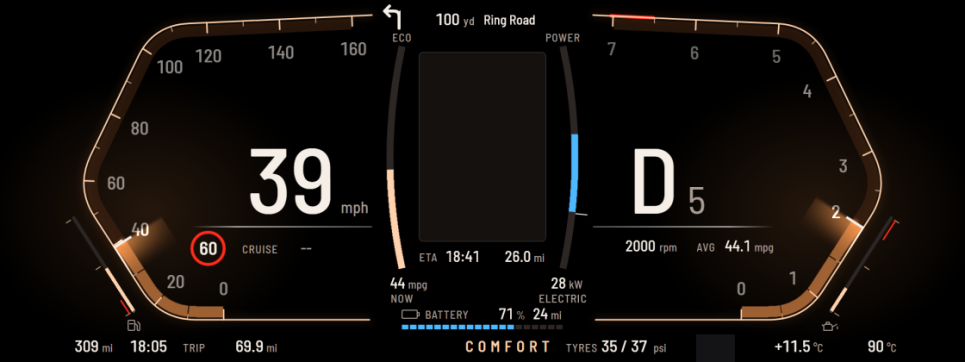 100 yd Ring Road
ECO
POWER
100 120 140 160
80
60
40
20
0
7 6 5
4
3
2
1
0
39 mph
D 5
60 CRUISE --
2000 rpm AVG 44.1 mpg
ETA 18:41 26.0 mi
44 mpg
NOW
28 kW
ELECTRIC
BATTERY 71 % 24 mi
309 mi 18:05 TRIP 69.9 mi
COMFORT TYRES 35 / 37 psi
+11.5 °C 90 °C